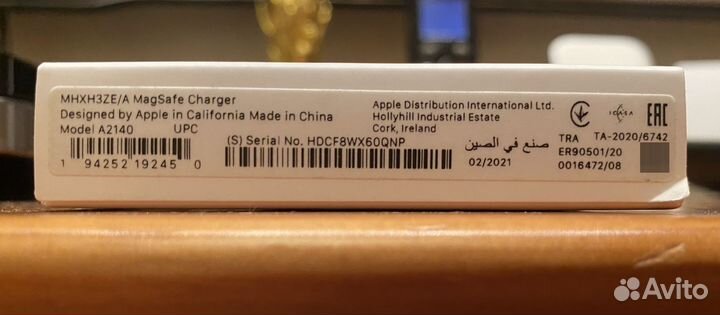 MHXH3ZE/A MagSafe Charger
Designed by Apple in California Made in China
Model A2140 UPC
1 94252 19245 0
(S) Serial No. HDCF8WX60QNP
Apple Distribution International Ltd.
Hollyhill Industrial Estate
Cork, Ireland
صنع في الصين
02/2021
ICASA
EAC
TRA TA-2020/6742
ER90501/20
0016472/08
Avito